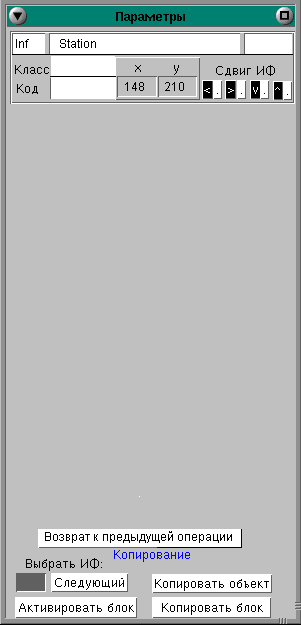 Параметры
Inf Station
Класс x y Сдвиг ИФ
Код 148 210 < . > . v . ^ .
Возврат к предыдущей операции
Копирование
Выбрать ИФ:
Следующий Копировать объект
Активировать блок Копировать блок